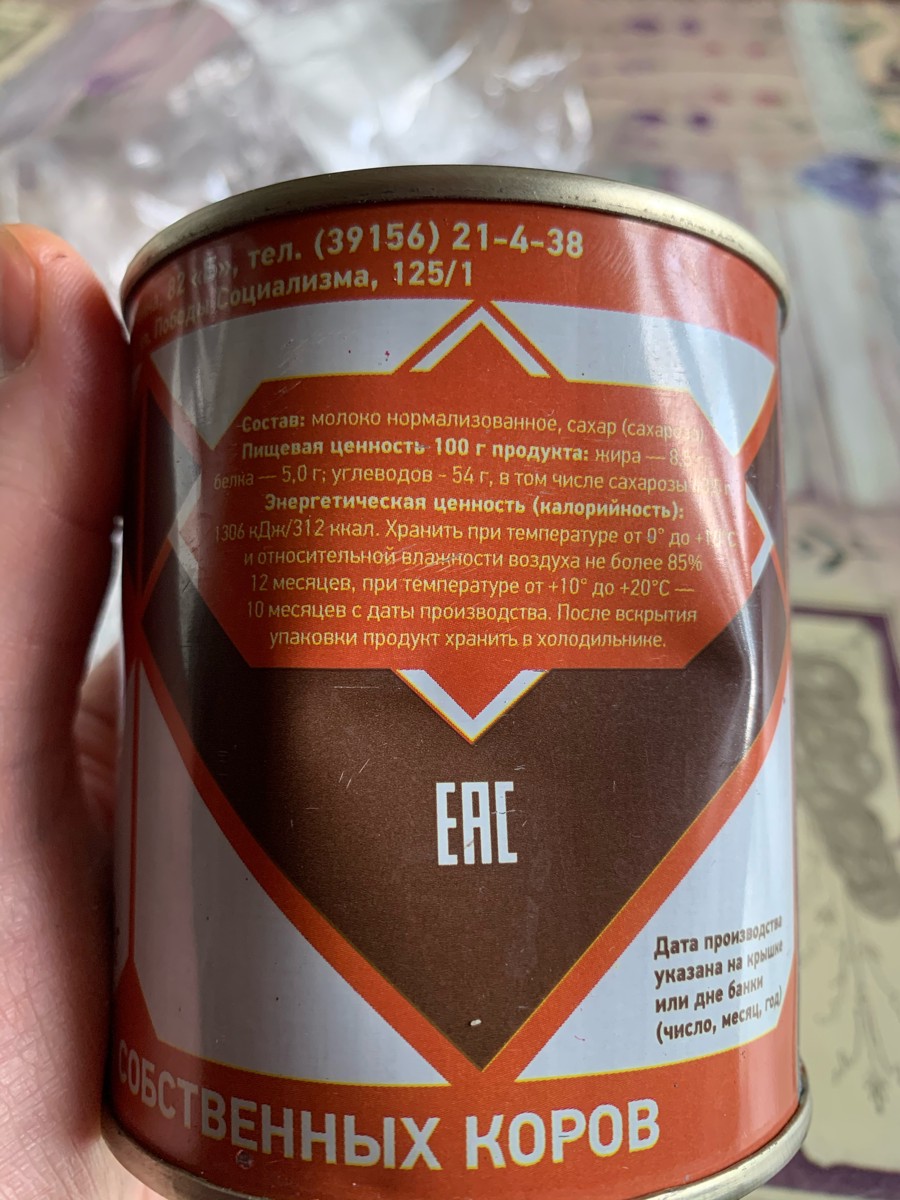 82 «Б», тел. (39156) 21-4-38
Победы Социализма, 125/1
Состав: молоко нормализованное, сахар (сахароза)
Пищевая ценность 100 г продукта: жира —
белка — 5,0 г; углеводов - 54 г, в том числе сахарозы
Энергетическая ценность (калорийность):
1306 кДж/312 ккал. Хранить при температуре от 0° до
и относительной влажности воздуха не более 85%
12 месяцев, при температуре от +10° до +20°С —
10 месяцев с даты производства. После вскрытия
упаковки продукт хранить в холодильнике.
ЕАС
Дата производства
указана на крышке
или дне банки
(число, месяц, год)
СОБСТВЕННЫХ КОРОВ